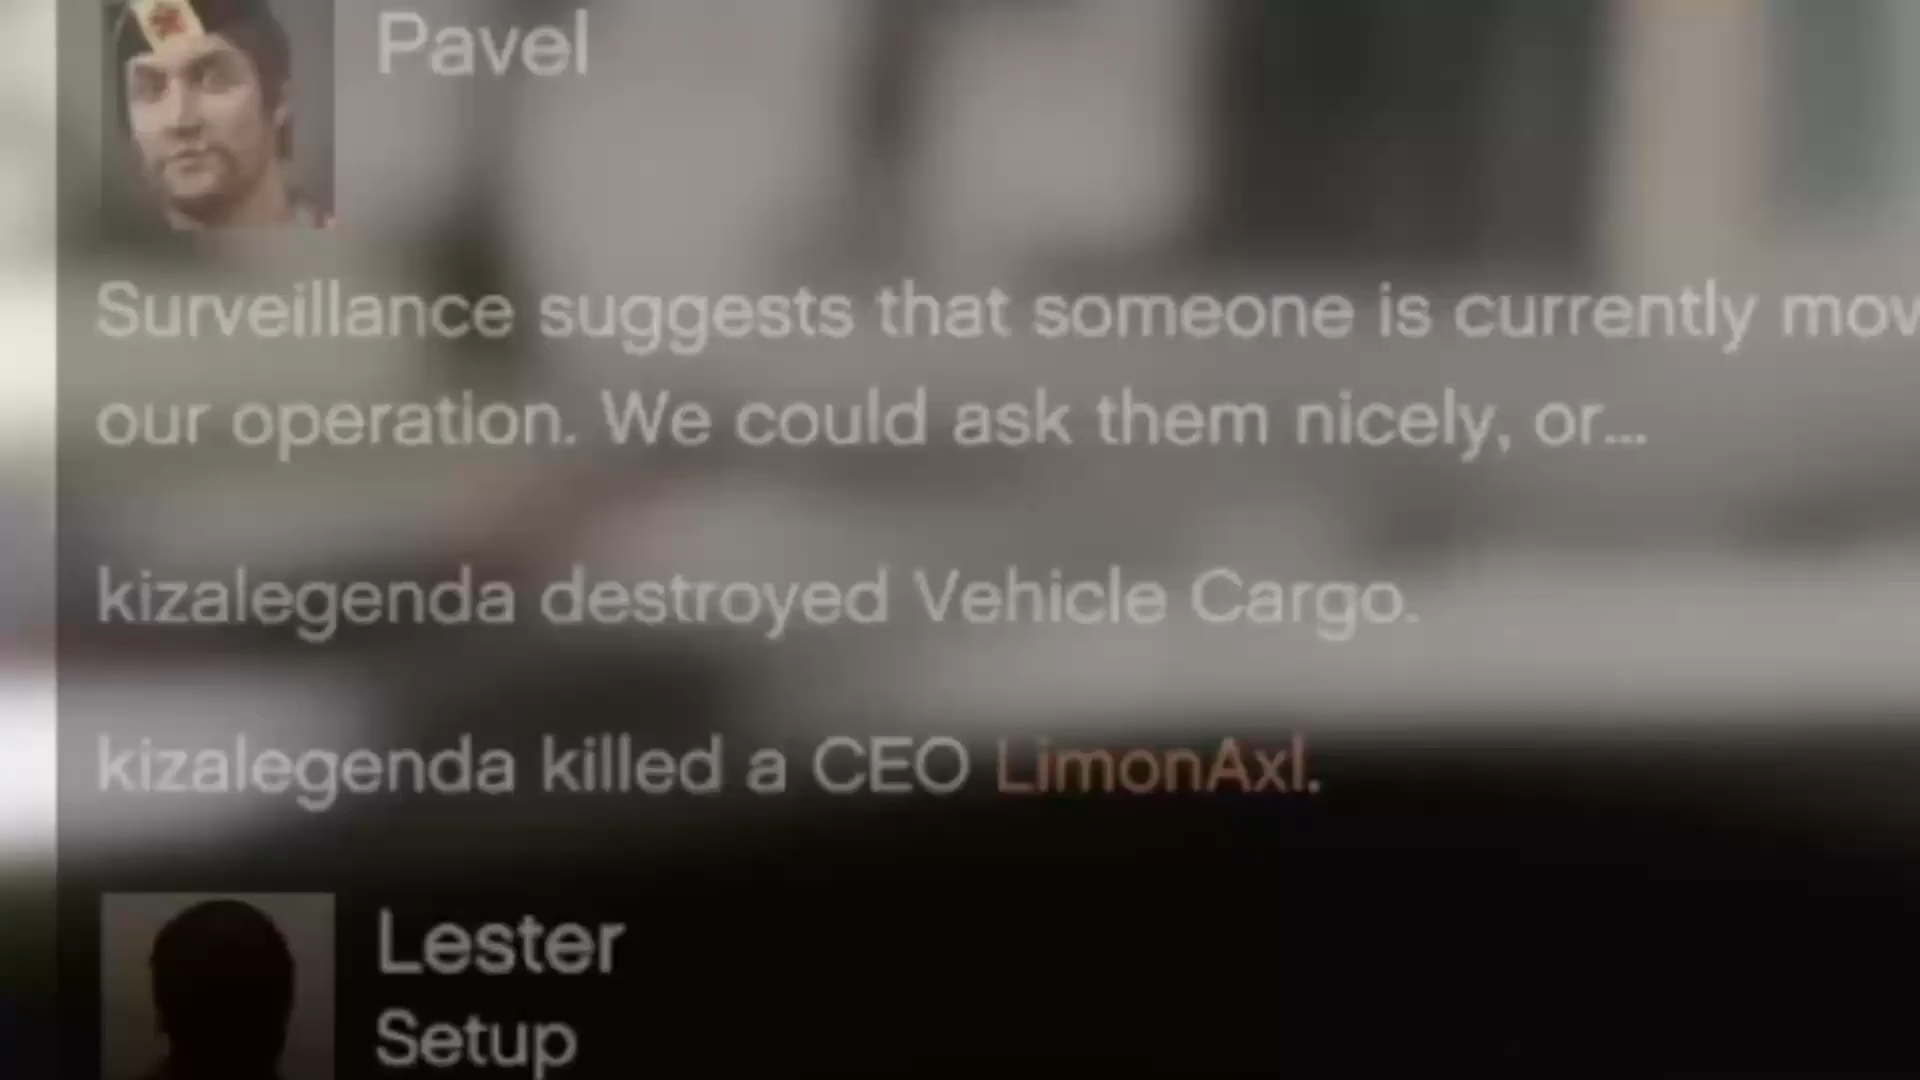 Pavel
Surveillance suggests that someone is currently
our operation. We could ask them nicely, or...
kizalegenda destroyed Vehicle Cargo.
kizalegenda killed a CEO LimonAxl.
Lester
Setup